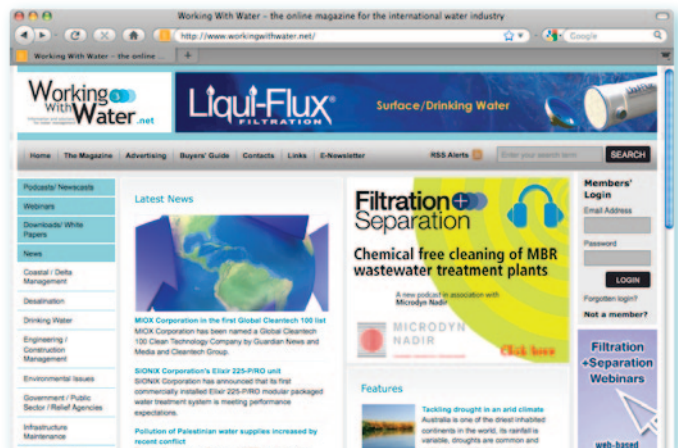 Working With Water – the online magazine for the international water industry
http://www.workingwithwater.net/
Google
Working With Water – the online ...
Working
With Water.net
Liqui-Flux
FILTRATION
Surface/Drinking Water
Home The Magazine Advertising Buyers' Guide Contacts Links E-Newsletter
RSS Alerts
Enter your search term
SEARCH
Podcasts/ Newscasts
Webinars
Downloads/ White
Papers
News
Coastal / Delta
Management
Desalination
Drinking Water
Engineering /
Construction
Management
Environmental Issues
Government / Public
Sector / Relief Agencies
Infrastructure
Maintenance
Latest News
MIOX Corporation in the first Global Cleantech 100 list
MIOX Corporation has been named a Global Cleantech
100 Clean Technology Company by Guardian News and
Media and Cleantech Group.
SIONIX Corporation's Elixir 225-P/RO unit
SIONIX Corporation has announced that its first
commercially installed Elixir 225-P/RO modular packaged
water treatment system is meeting performance
expectations.
Pollution of Palestinian water supplies increased by
recent conflict
Filtration+
Separation
Chemical free cleaning of MBR
wastewater treatment plants
A new podcast in association with
Microdyn Nadir
MICRODYN
NADIR
Click here
Features
Tackling drought in an arid climate
Australia is one of the driest inhabited
continents in the world, its rainfall is
variable, droughts are common and
Members'
Login
Email Address
Password
LOGIN
Forgotten login?
Not a member?
Filtration
+Separation
Webinars
web-based